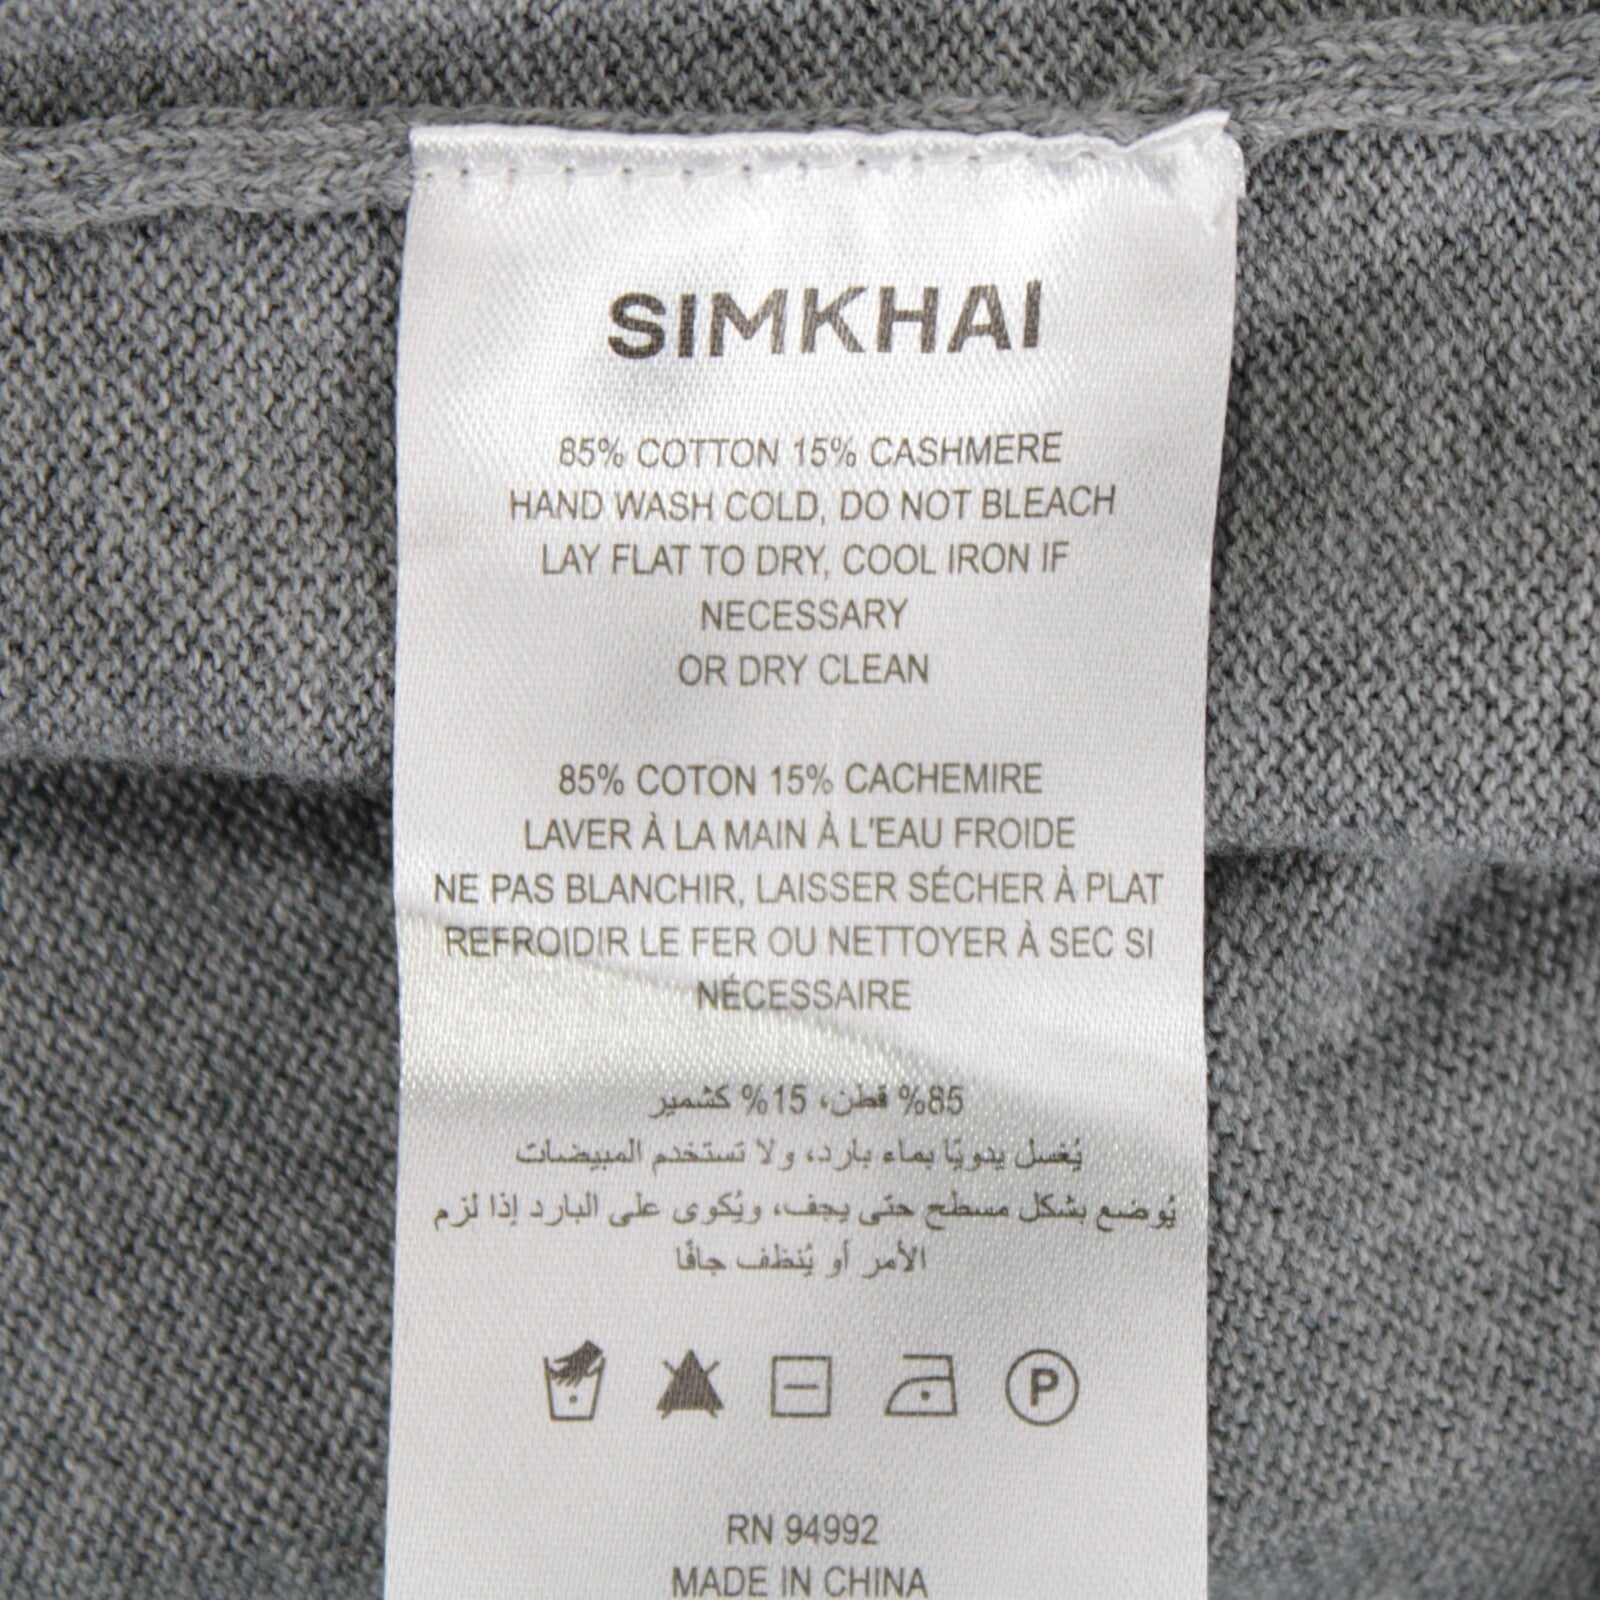 SIMKHAI
85% COTTON 15% CASHMERE
HAND WASH COLD, DO NOT BLEACH
LAY FLAT TO DRY, COOL IRON IF
NECESSARY
OR DRY CLEAN
85% COTON 15% CACHEMIRE
LAVER À LA MAIN À L'EAU FROIDE
NE PAS BLANCHIR, LAISSER SÉCHER À PLAT
REFROIDIR LE FER OU NETTOYER À SEC SI
NÉCESSAIRE
85% قطن، 15% كشمير
يُغسل يدويًا بماء بارد، ولا تستخدم المبيضات
يُوضع بشكل مسطح حتى يجف، ويُكوى على البارد إذا لزم
الأمر أو يُنظف جافًا
P
RN 94992
MADE IN CHINA